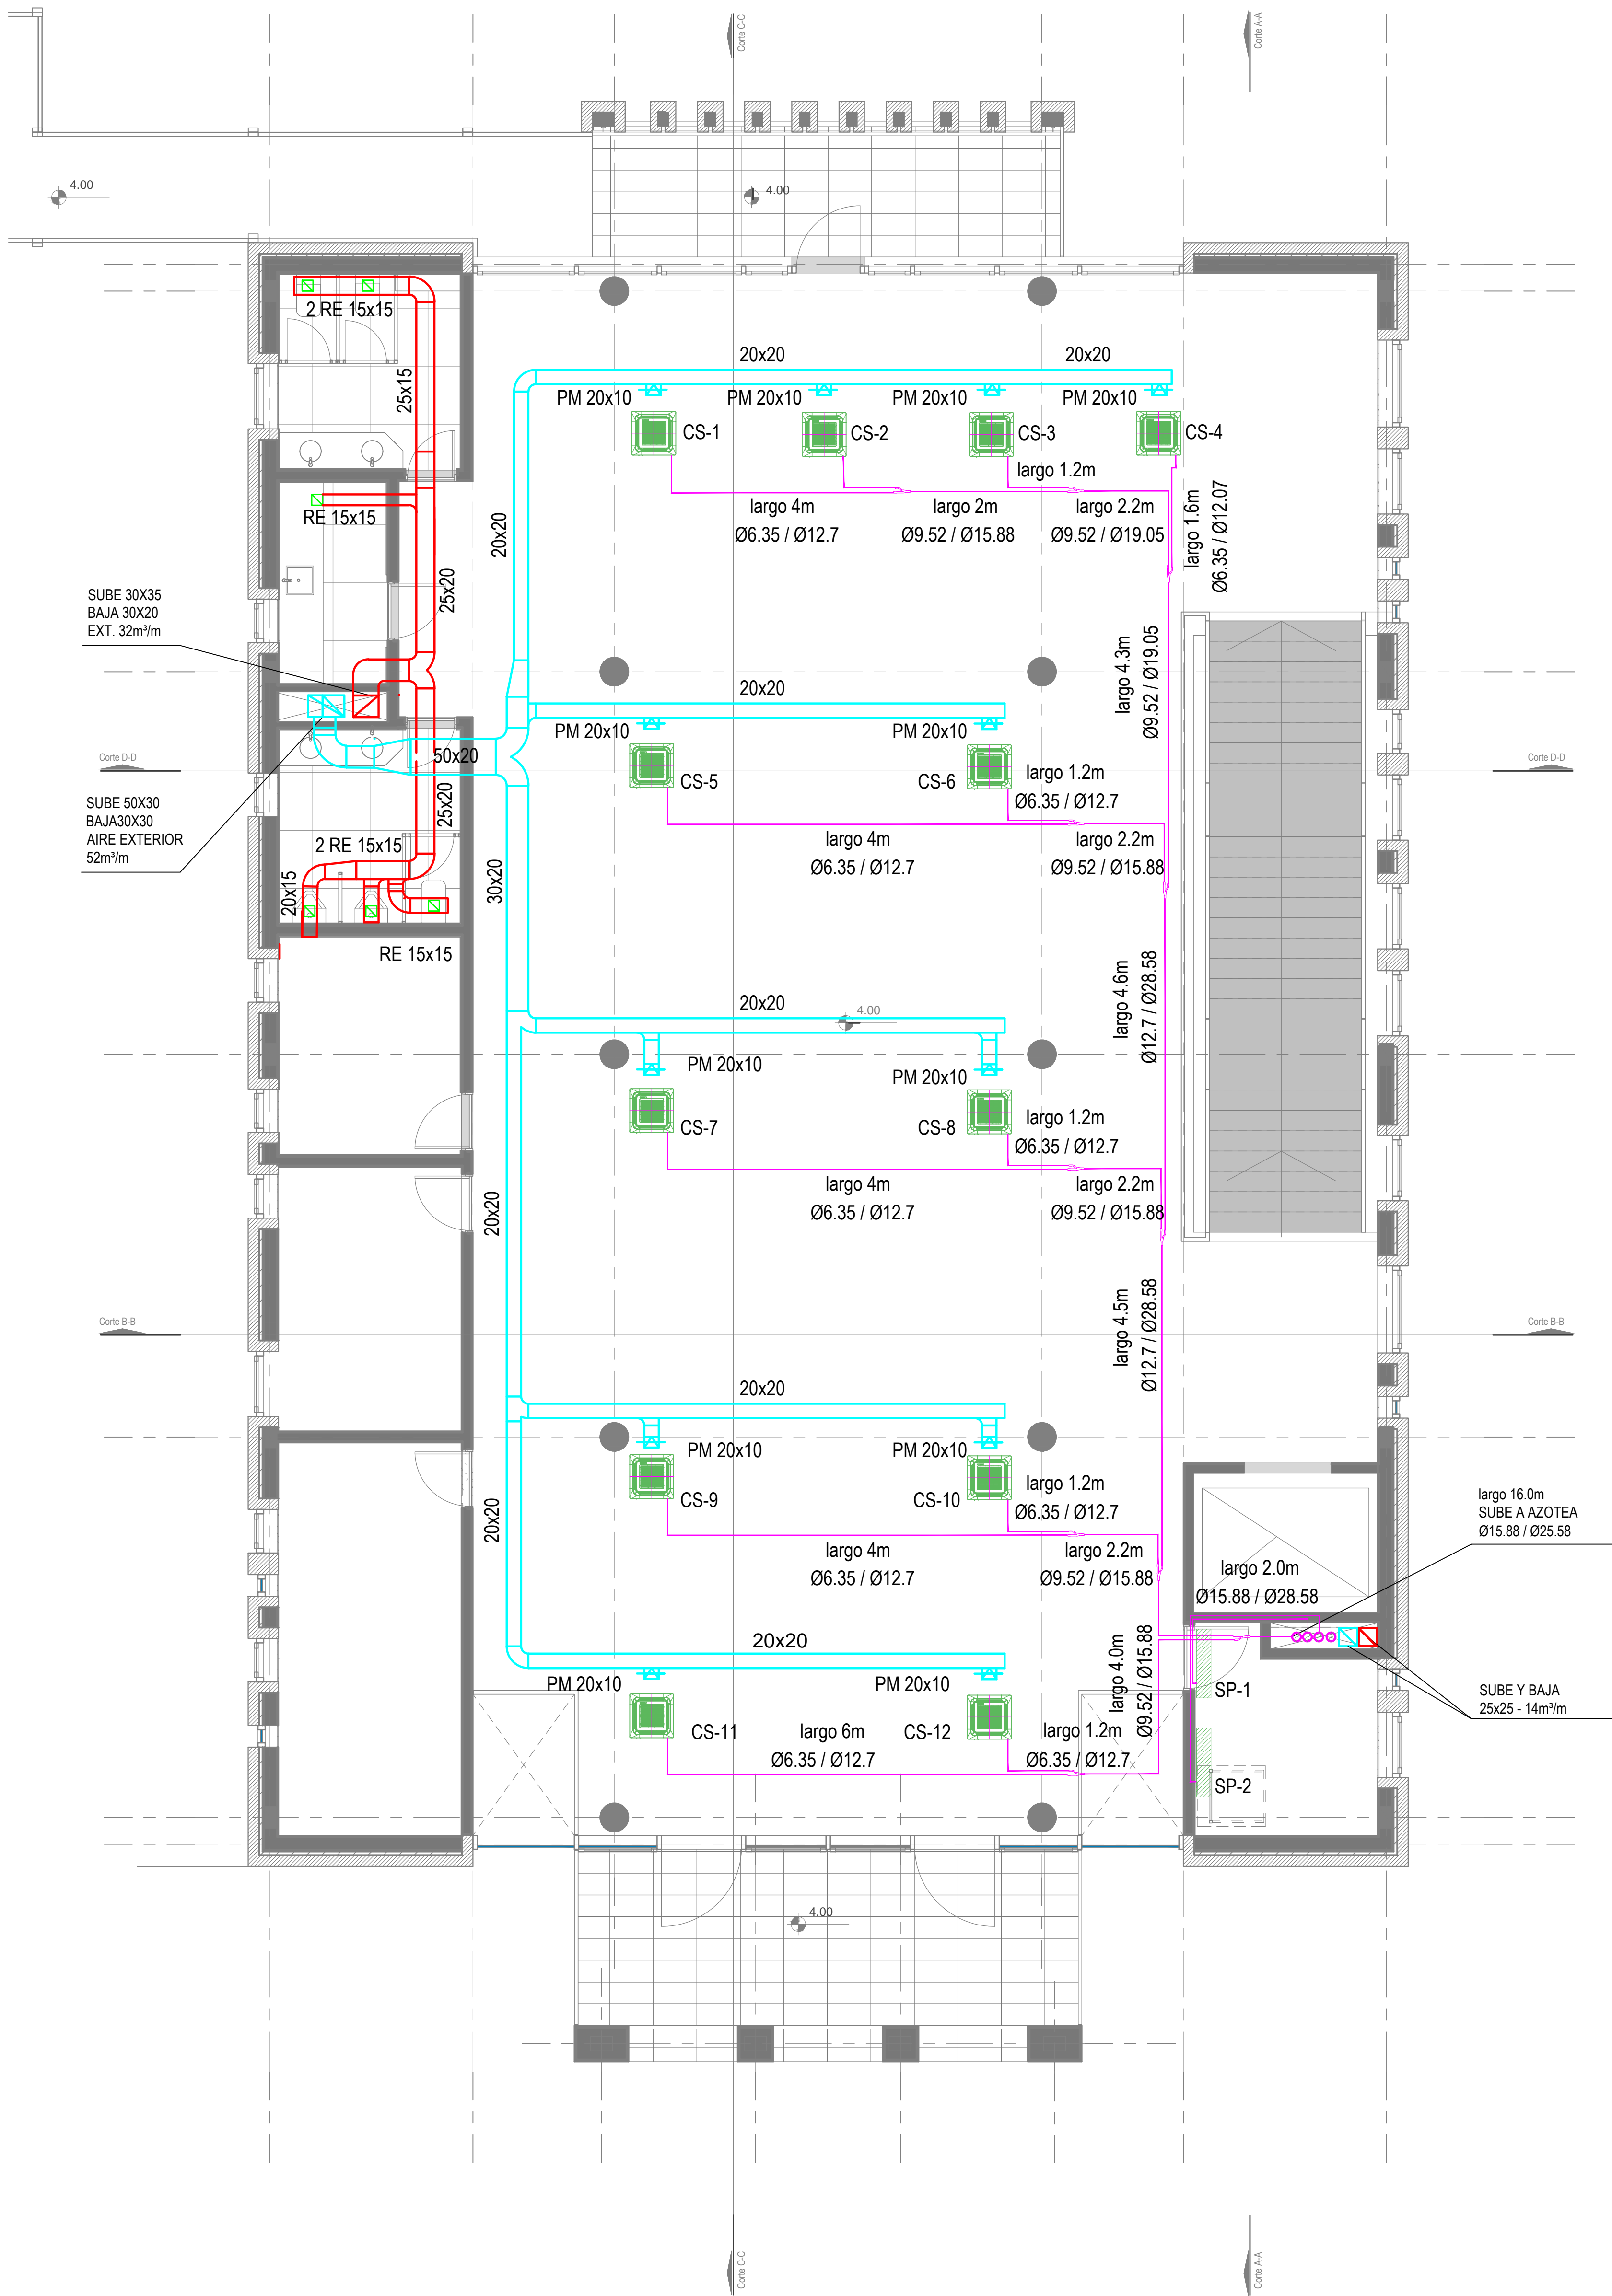 Corte C-C
Corte A-A
4.00
4.00
2 RE 15x15
25x15
20x20
20x20
PM 20x10
PM 20x10
PM 20x10
PM 20x10
CS-1
CS-2
CS-3
CS-4
largo 1.2m
largo 4m
Ø6.35 / Ø12.7
largo 2m
Ø9.52 / Ø15.88
largo 2.2m
Ø9.52 / Ø19.05
largo 1.6m
Ø6.35 / Ø12.07
RE 15x15
20x20
25x20
SUBE 30X35
BAJA 30X20
EXT. 32m³/m
largo 4.3m
Ø9.52 / Ø19.05
20x20
PM 20x10
PM 20x10
Corte D-D
50x20
CS-5
CS-6
largo 1.2m
Ø6.35 / Ø12.7
Corte D-D
SUBE 50X30
BAJA30X30
AIRE EXTERIOR
52m³/m
25x20
2 RE 15x15
20x15
30x20
largo 4m
Ø6.35 / Ø12.7
largo 2.2m
Ø9.52 / Ø15.88
RE 15x15
largo 4.6m
Ø12.7 / Ø28.58
20x20
4.00
PM 20x10
PM 20x10
CS-7
CS-8
largo 1.2m
Ø6.35 / Ø12.7
20x20
largo 4m
Ø6.35 / Ø12.7
largo 2.2m
Ø9.52 / Ø15.88
Corte B-B
largo 4.5m
Ø12.7 / Ø28.58
Corte B-B
20x20
PM 20x10
PM 20x10
CS-9
CS-10
largo 1.2m
Ø6.35 / Ø12.7
20x20
largo 4m
Ø6.35 / Ø12.7
largo 2.2m
Ø9.52 / Ø15.88
largo 16.0m
SUBE A AZOTEA
Ø15.88 / Ø25.58
largo 2.0m
Ø15.88 / Ø28.58
20x20
PM 20x10
PM 20x10
largo 4.0m
Ø9.52 / Ø15.88
SP-1
SUBE Y BAJA
25x25 - 14m³/m
CS-11
largo 6m
Ø6.35 / Ø12.7
CS-12
largo 1.2m
Ø6.35 / Ø12.7
SP-2
4.00
Corte C-C
Corte A-A